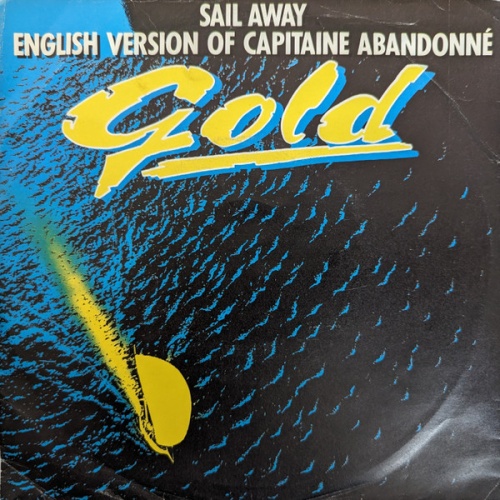 SAIL AWAY
ENGLISH VERSION OF CAPITAINE ABANDONNÉ
Gold